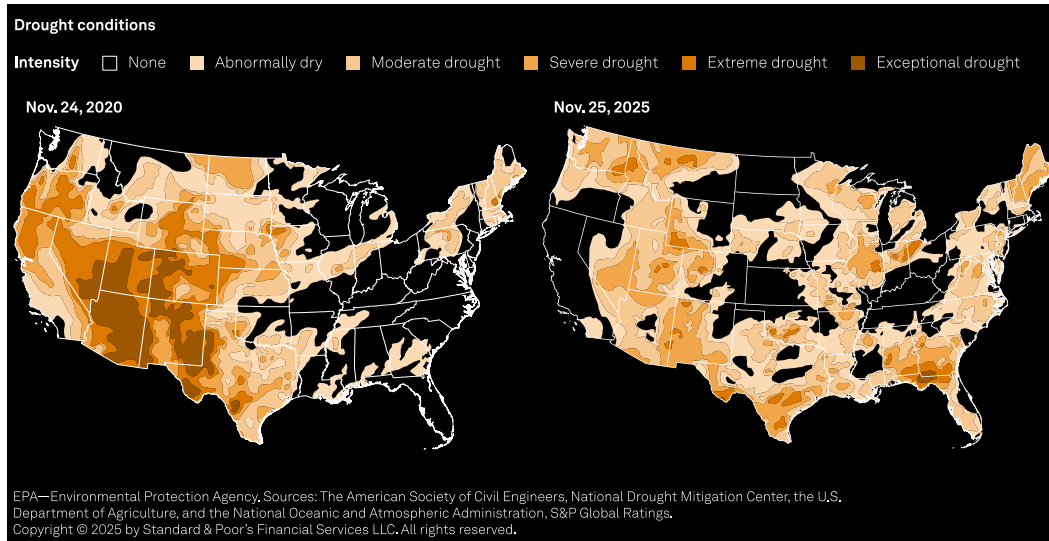 Drought conditions
Intensity None Abnormally dry Moderate drought Severe drought Extreme drought Exceptional drought
Nov. 24, 2020
Nov. 25, 2025
EPA—Environmental Protection Agency. Sources: The American Society of Civil Engineers, National Drought Mitigation Center, the U.S.
Department of Agriculture, and the National Oceanic and Atmospheric Administration, S&P Global Ratings.
Copyright © 2025 by Standard & Poor's Financial Services LLC. All rights reserved.